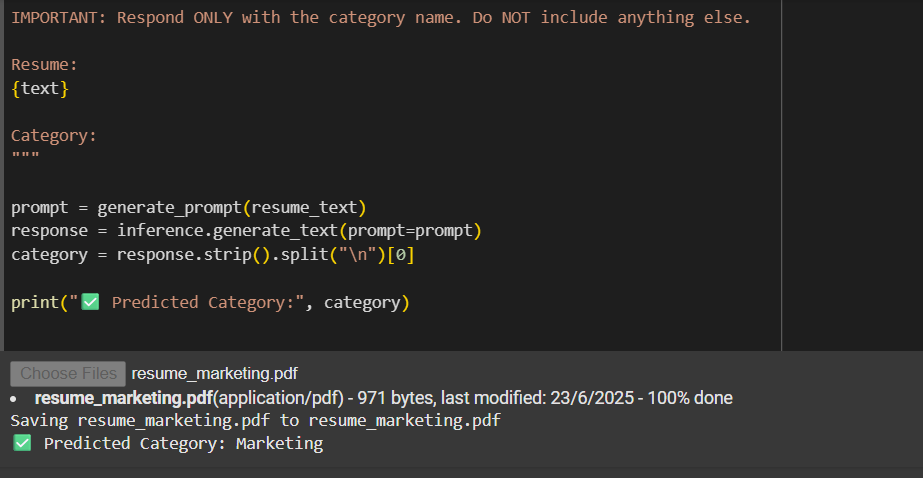 IMPORTANT: Respond ONLY with the category name. Do NOT include anything else.
Resume:
{text}
Category:
"""
prompt = generate_prompt(resume_text)
response = inference.generate_text(prompt=prompt)
category = response.strip().split("\n")[0]
print("✅ Predicted Category:", category)
Choose Files resume_marketing.pdf
• resume_marketing.pdf(application/pdf) - 971 bytes, last modified: 23/6/2025 - 100% done
Saving resume_marketing.pdf to resume_marketing.pdf
✅ Predicted Category: Marketing